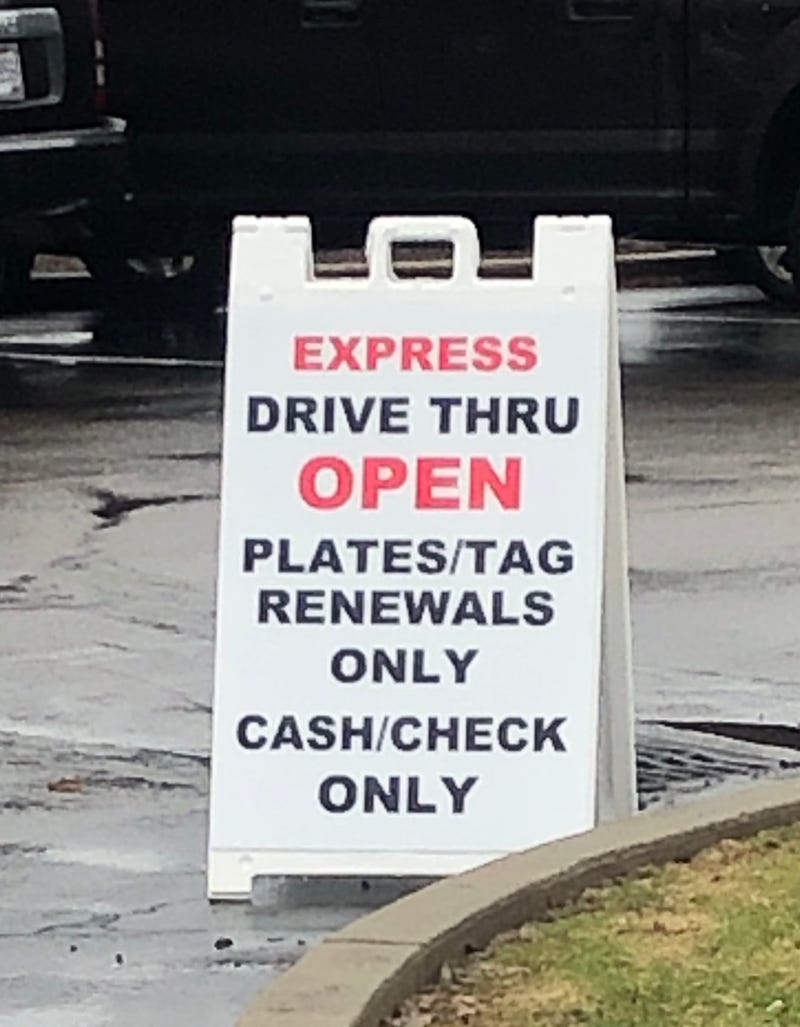 EXPRESS
DRIVE THRU
OPEN
PLATES/TAG
RENEWALS
ONLY
CASH/CHECK
ONLY